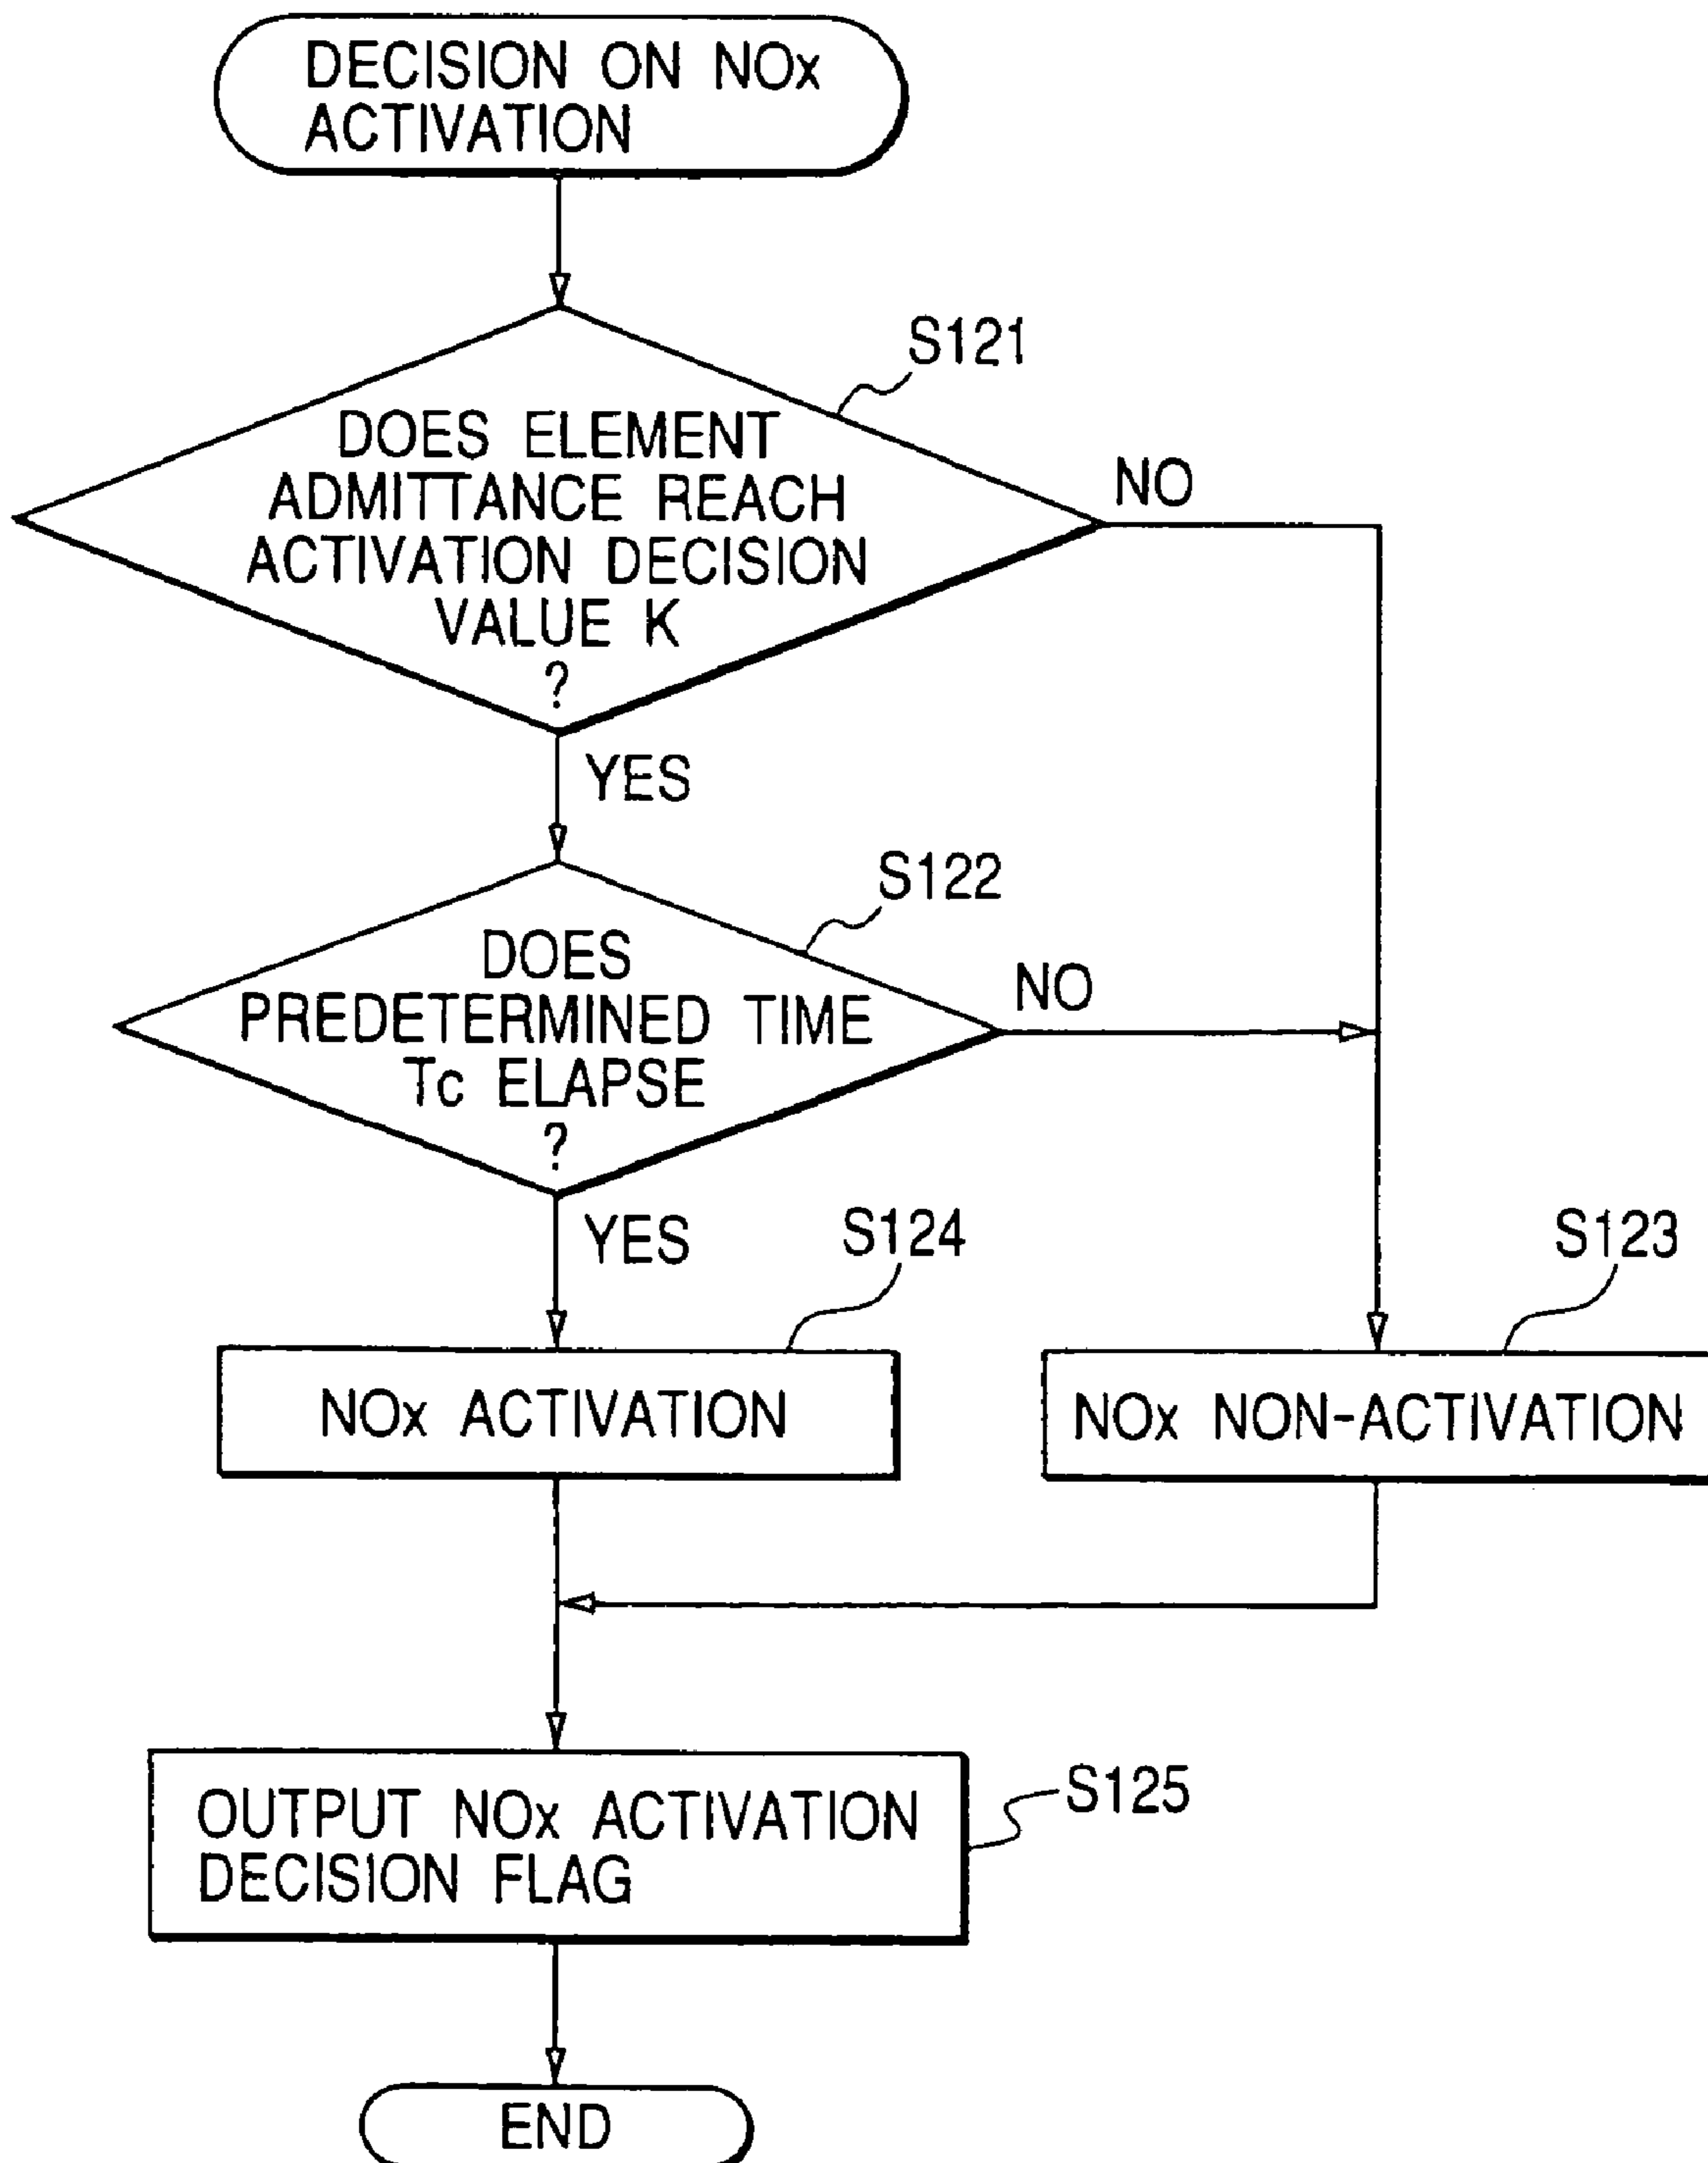 DECISION ON NOx
ACTIVATION
S121
DOES ELEMENT
ADMITTANCE REACH
ACTIVATION DECISION
VALUE K
?
NO
YES
S122
DOES
PREDETERMINED TIME
Tc ELAPSE
?
NO
YES
S124
S123
NOx ACTIVATION
NOx NON-ACTIVATION
OUTPUT NOx ACTIVATION
DECISION FLAG
S125
END